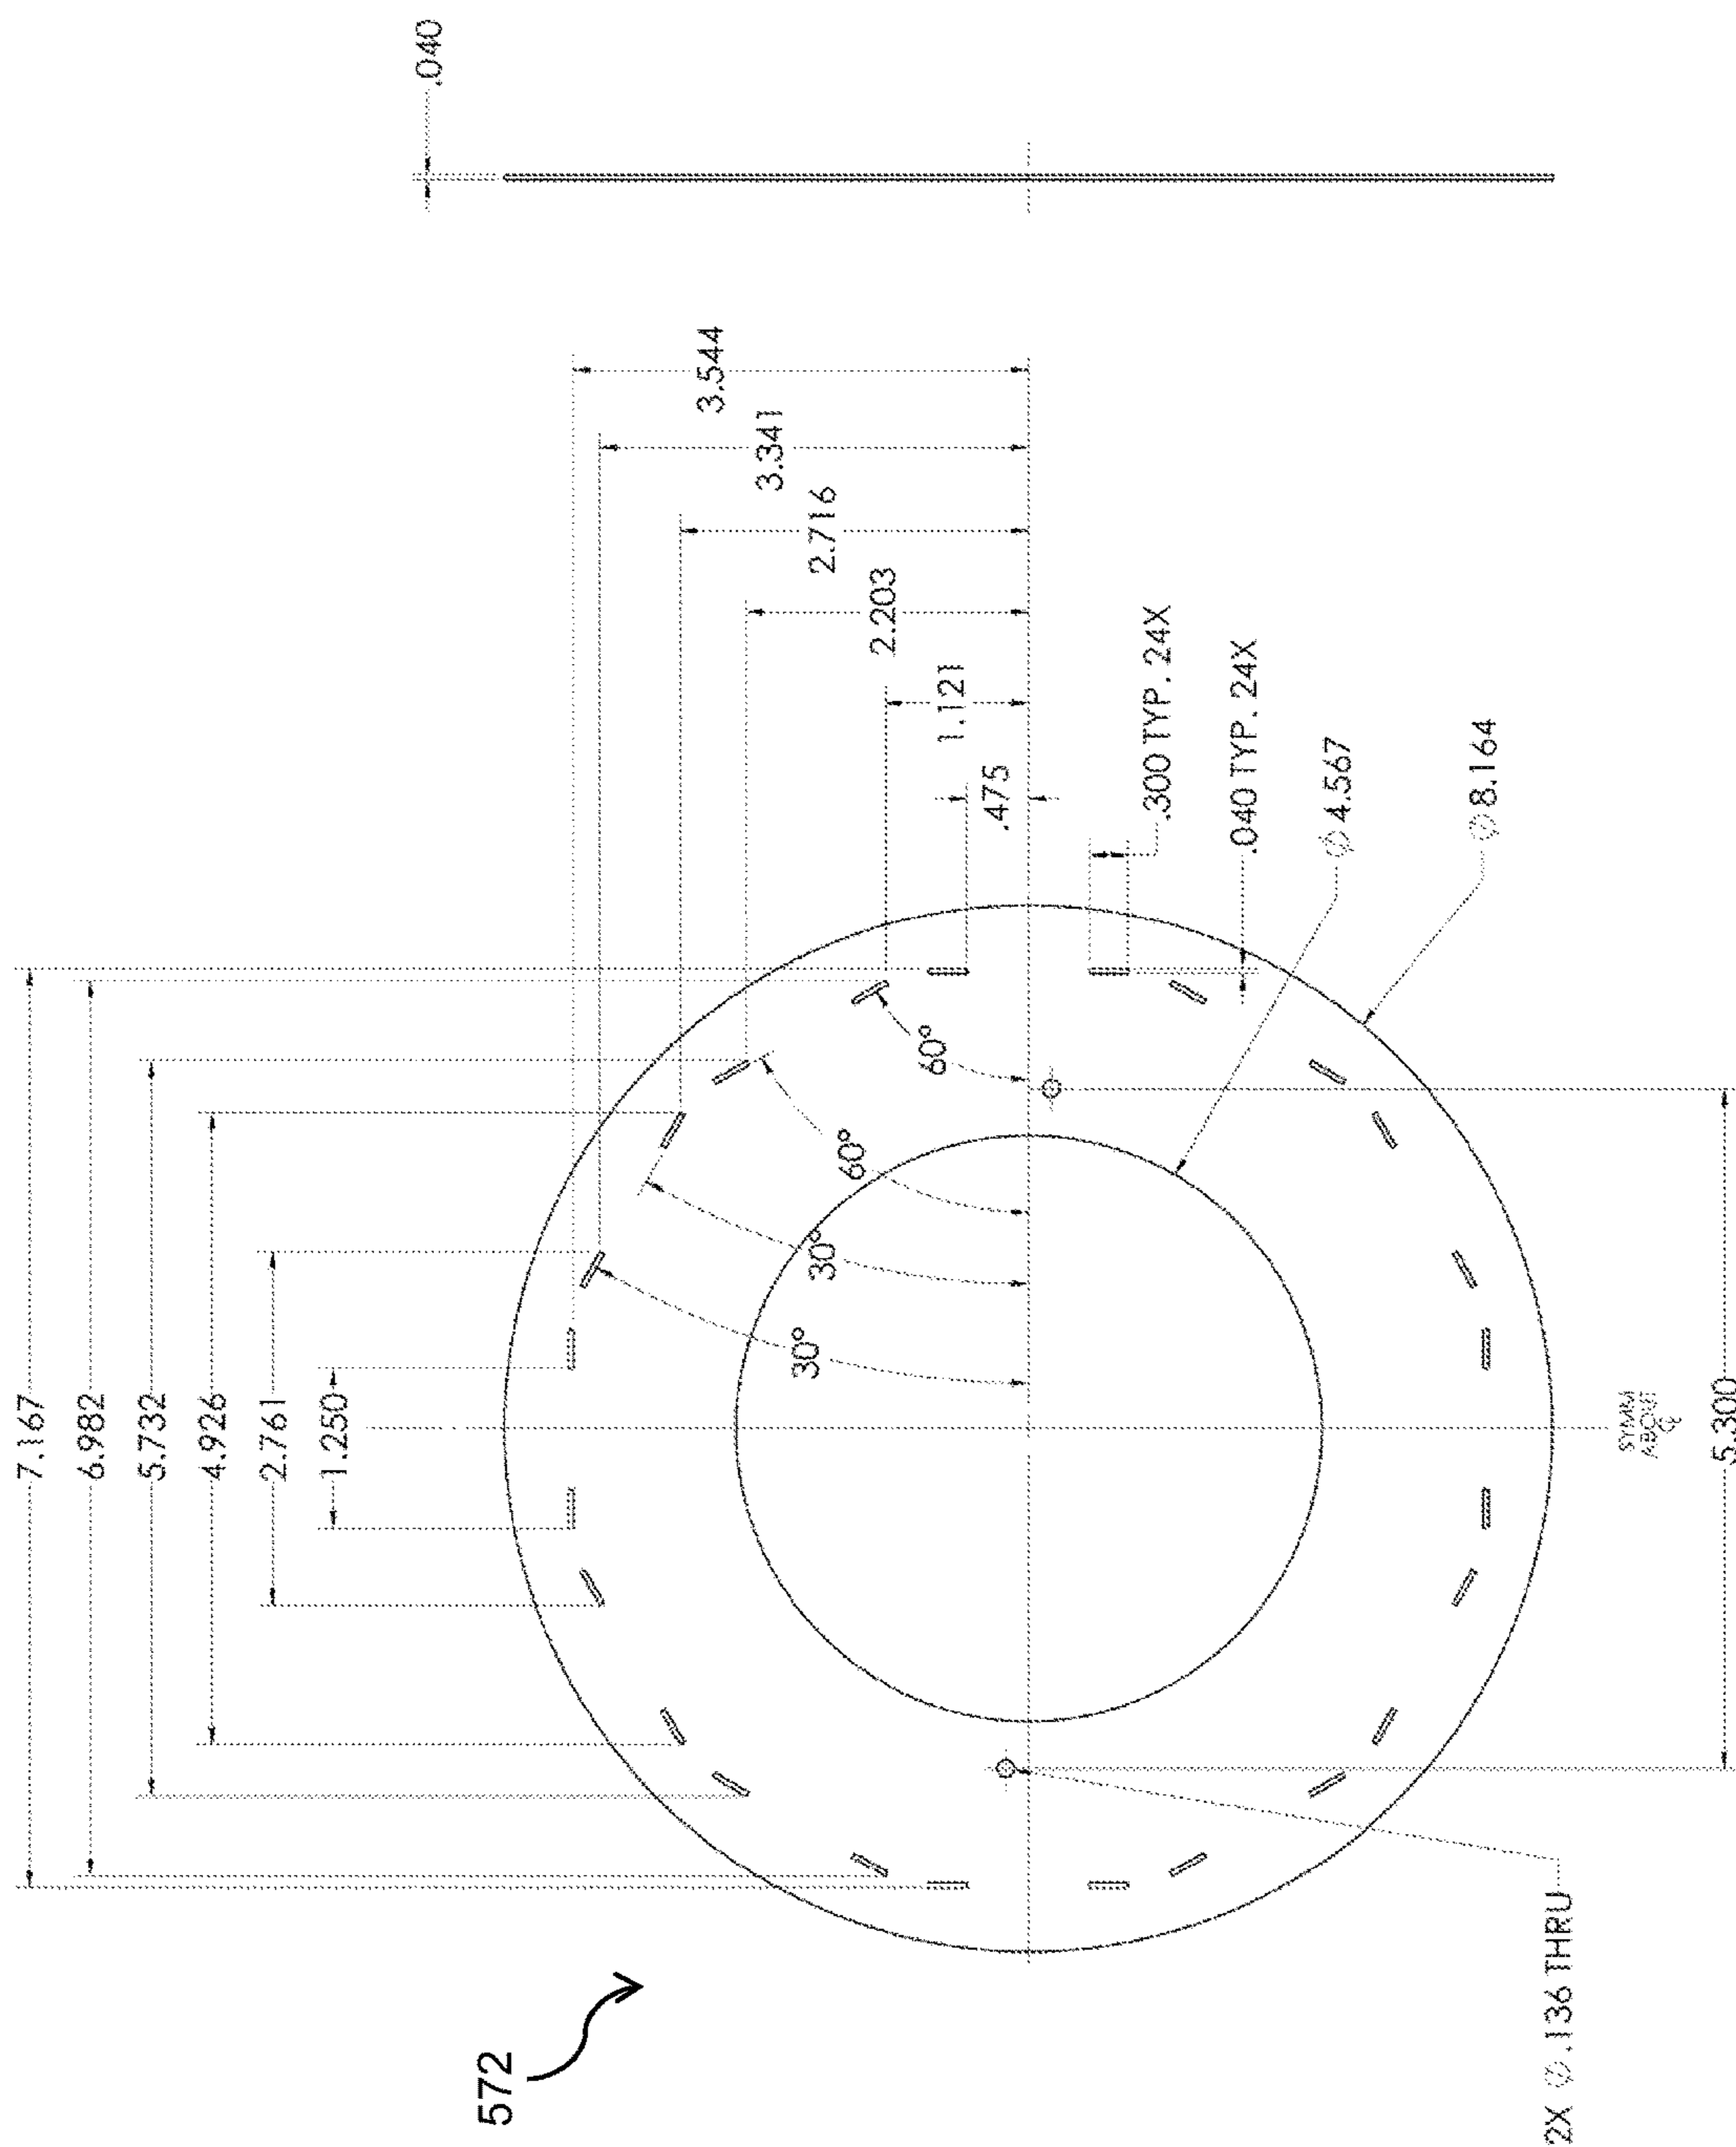 7.167
6.982
5.732
4.926
2.761
1.250
.040
3.544
3.341
2.716
2.203
1.121
.475
.300 TYP. 24X
.040 TYP. 24X
Ø 4.567
Ø 8.164
60°
60°
30°
30°
SYMM
ABOUT
℄
5.300
2X Ø .136 THRU
572